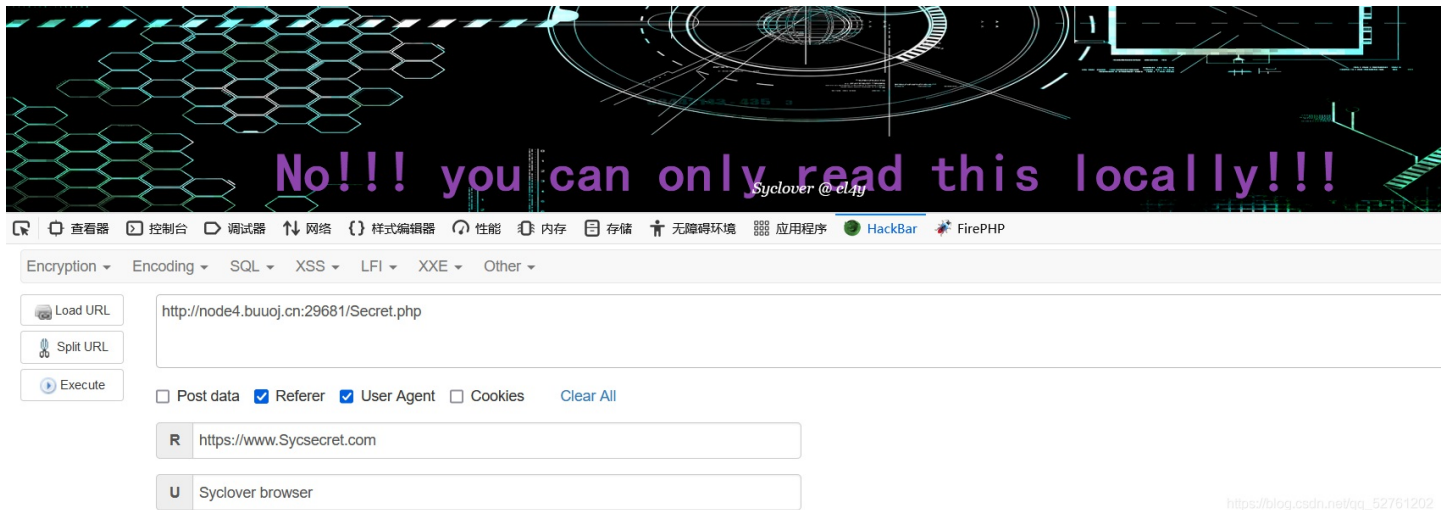 No!!! you can only read this locally!!!
Syclover @ cl4y
查看器 控制台 调试器 网络 {} 样式编辑器 性能 内存 存储 无障碍环境 应用程序 HackBar FirePHP
Encryption Encoding SQL XSS LFI XXE Other
Load URL http://node4.buuoj.cn:29681/Secret.php
Split URL
Execute
Post data Referer User Agent Cookies Clear All
R https://www.Sycsecret.com
U Syclover browser
https://blog.csdn.net/qq_52761202